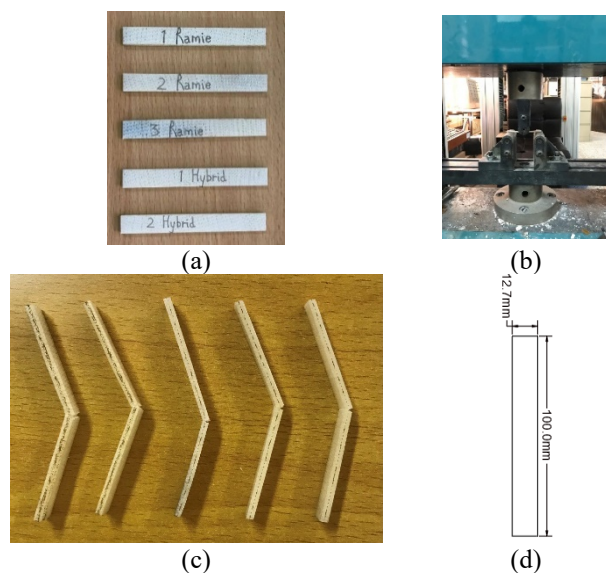 1 Ramie
2 Ramie
3 Ramie
1 Hybrid
2 Hybrid
(a)
(b)
12.7mm
100.0mm
(c)
(d)